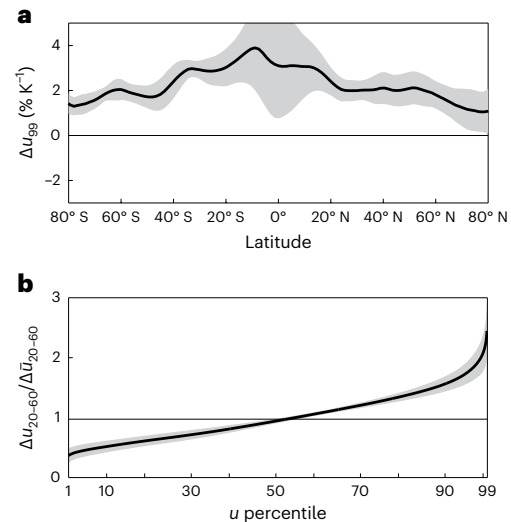 a
Δu₉₉ (% K⁻¹)
4
2
0
−2
80° S 60° S 40° S 20° S 0° 20° N 40° N 60° N 80° N
Latitude
b
Δu₂₀₋₆₀/Δū₂₀₋₆₀
3
2
1
0
1 10 30 50 70 90 99
u percentile